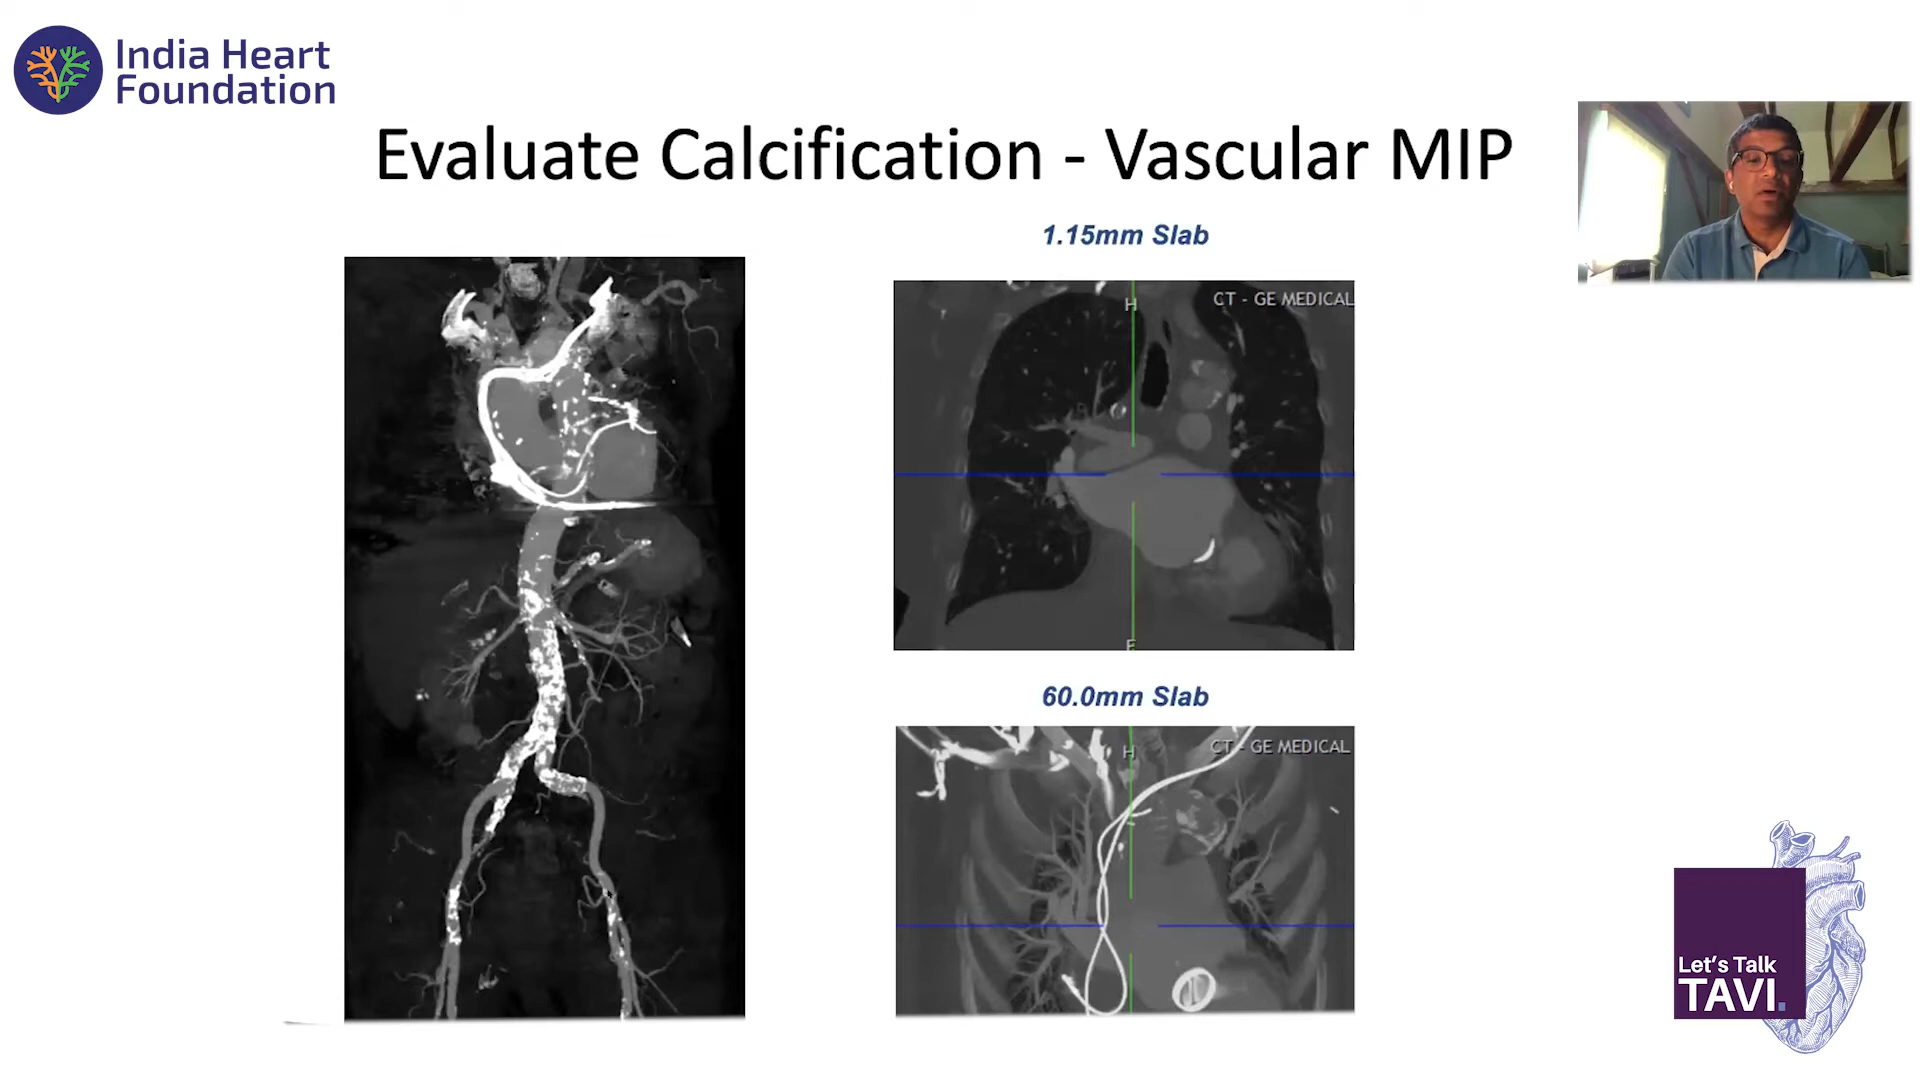 India Heart
Foundation
Evaluate Calcification - Vascular MIP
1.15mm Slab
H
CT - GE MEDICAL
F
60.0mm Slab
H
CT - GE MEDICAL
Let's Talk
TAVI.